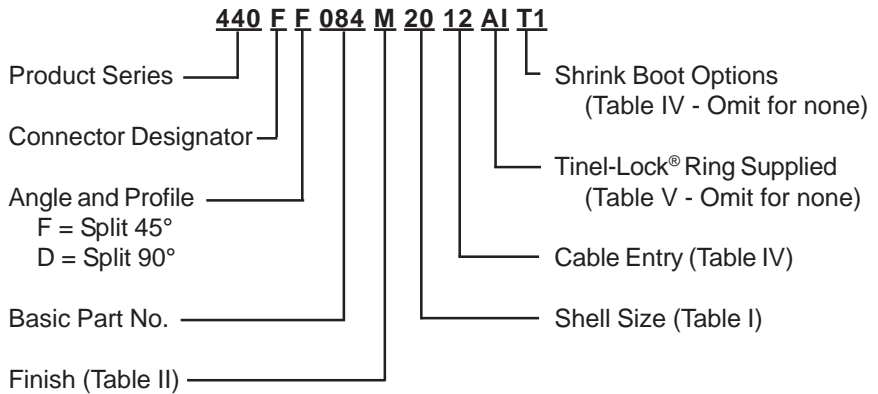 440 F F 084 M 20 12 AI T1
Product Series
Connector Designator
Angle and Profile
F = Split 45°
D = Split 90°
Basic Part No.
Finish (Table II)
Shrink Boot Options
(Table IV - Omit for none)
Tinel-Lock® Ring Supplied
(Table V - Omit for none)
Cable Entry (Table IV)
Shell Size (Table I)